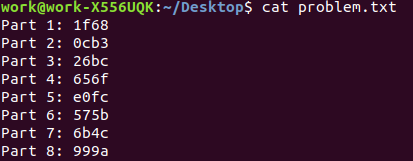 work@work-X556UQK:~/Desktop$ cat problem.txt
Part 1: 1f68
Part 2: 0cb3
Part 3: 26bc
Part 4: 656f
Part 5: e0fc
Part 6: 575b
Part 7: 6b4c
Part 8: 999a